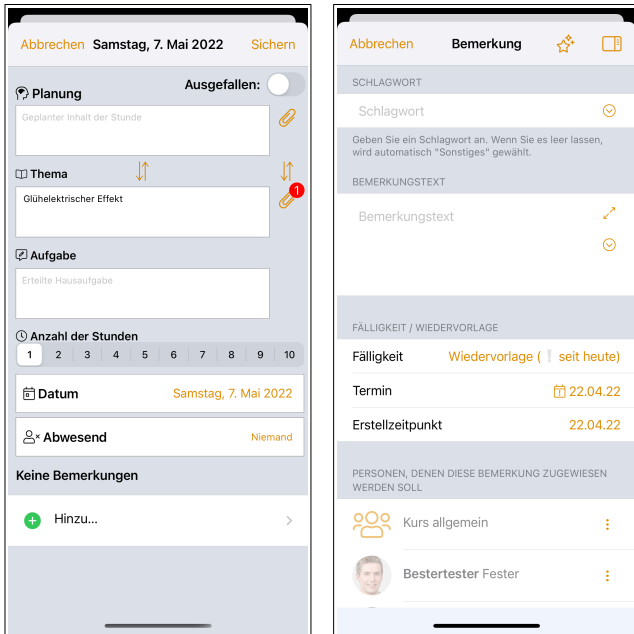 Abbrechen Samstag, 7. Mai 2022 Sichern
Ausgefallen:
Planung
Geplanter Inhalt der Stunde
Thema
1
Glühelektrischer Effekt
Aufgabe
Erteilte Hausaufgabe
Anzahl der Stunden
1 2 3 4 5 6 7 8 9 10
Datum Samstag, 7. Mai 2022
Abwesend Niemand
Keine Bemerkungen
Hinzu...
Abbrechen Bemerkung
SCHLAGWORT
Schlagwort
Geben Sie ein Schlagwort an. Wenn Sie es leer lassen,
wird automatisch "Sonstiges" gewählt.
BEMERKUNGSTEXT
Bemerkungstext
FÄLLIGKEIT / WIEDERVORLAGE
Fälligkeit Wiedervorlage ( ❕ seit heute)
Termin 22.04.22
Erstellzeitpunkt 22.04.22
PERSONEN, DENEN DIESE BEMERKUNG ZUGEWIESEN
WERDEN SOLL
Kurs allgemein
Bestertester Fester